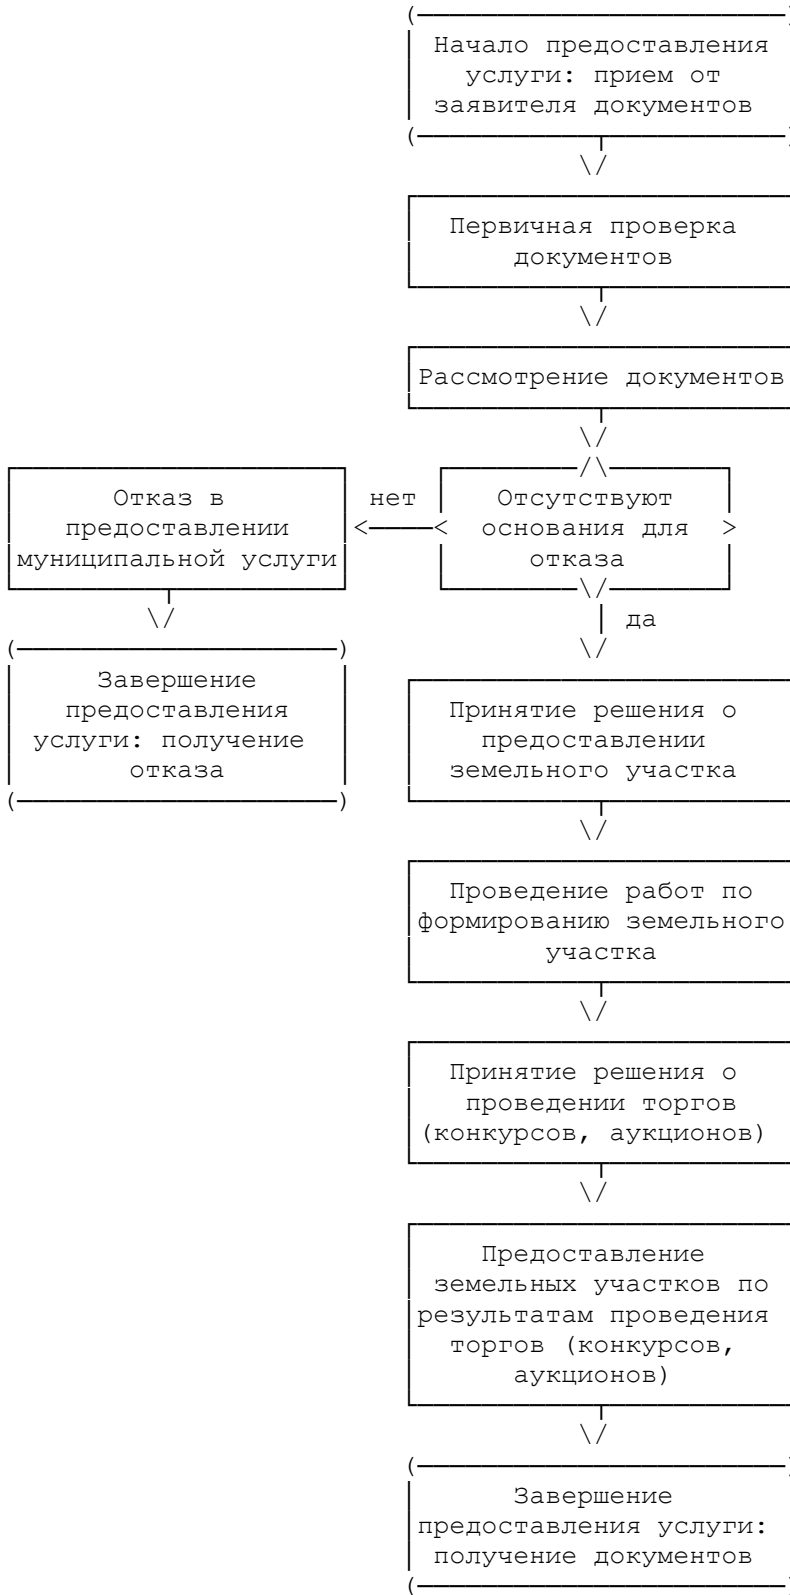 Начало предоставления
услуги: прием от
заявителя документов
Первичная проверка
документов
Рассмотрение документов
Отказ в
предоставлении
муниципальной услуги
нет
Отсутствуют
основания для
отказа
да
Завершение
предоставления
услуги: получение
отказа
Принятие решения о
предоставлении
земельного участка
Проведение работ по
формированию земельного
участка
Принятие решения о
проведении торгов
(конкурсов, аукционов)
Предоставление
земельных участков по
результатам проведения
торгов (конкурсов,
аукционов)
Завершение
предоставления услуги:
получение документов